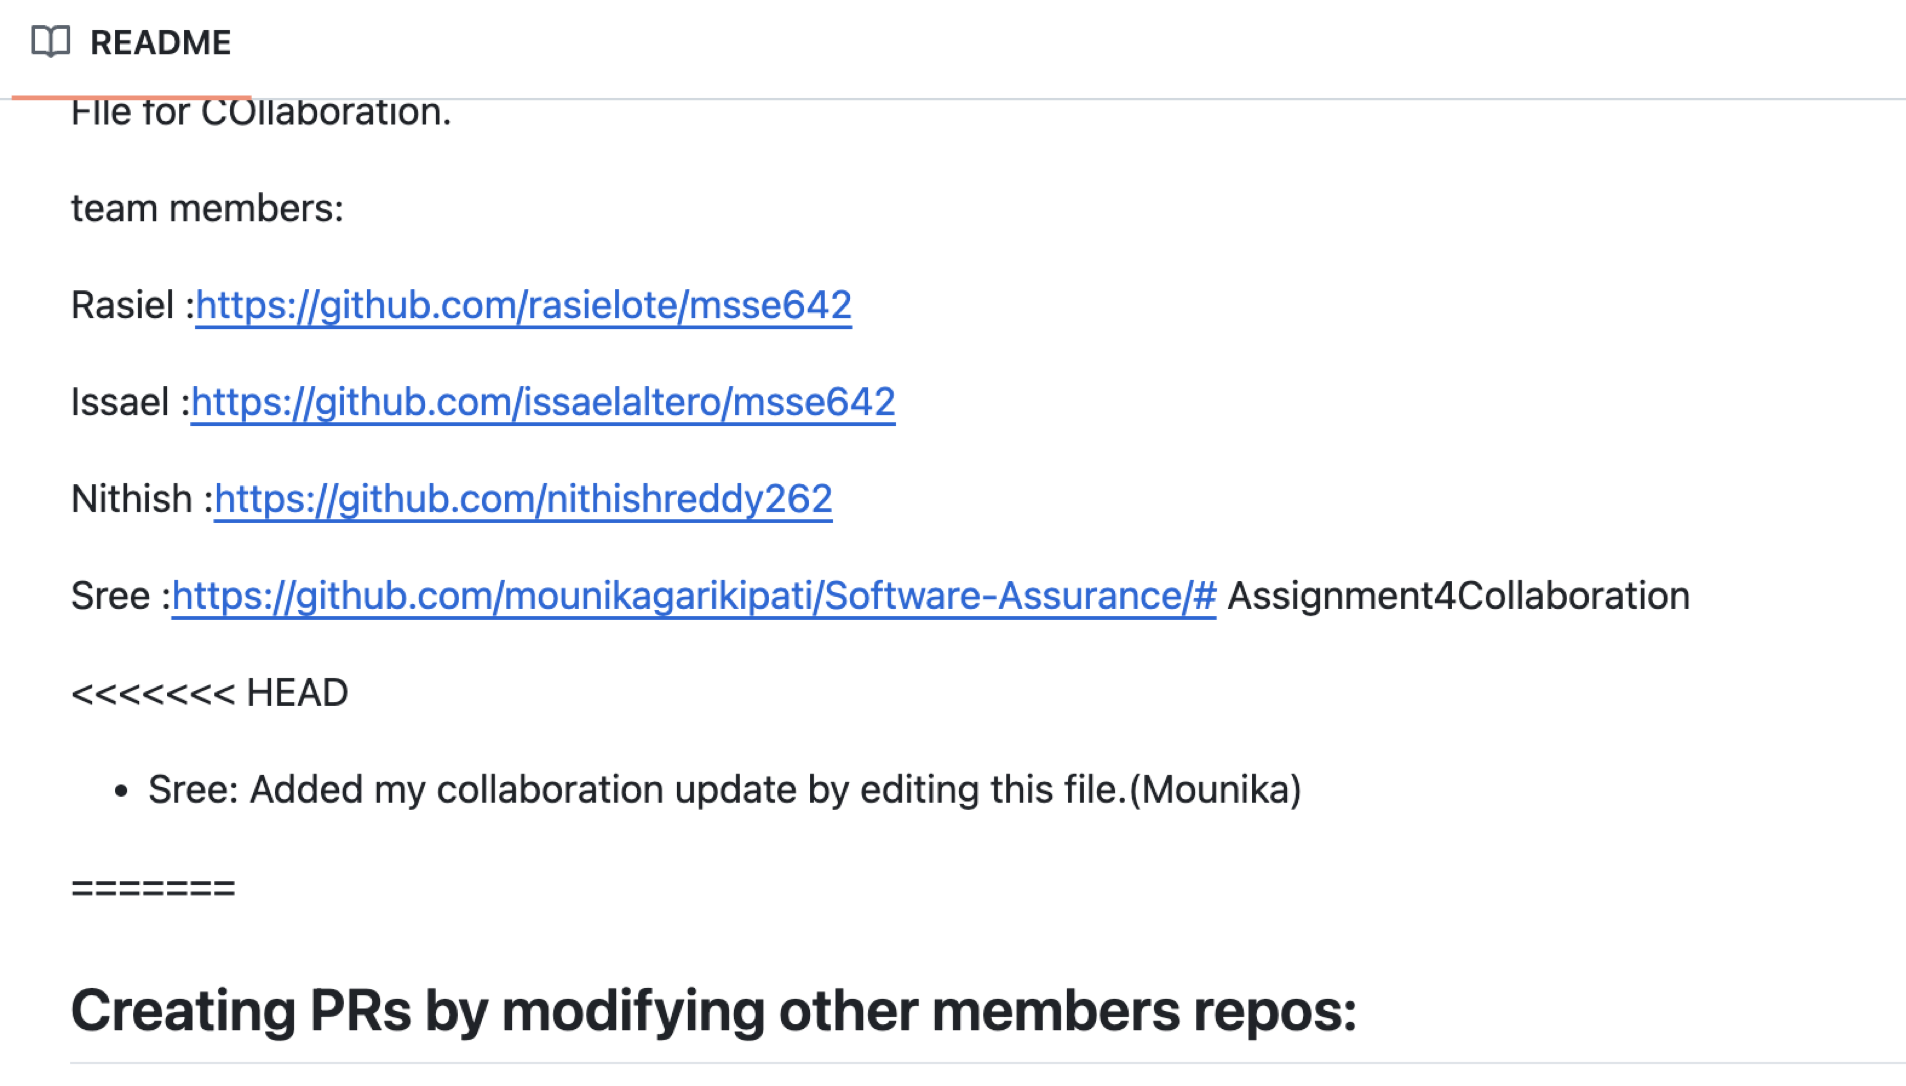 README
FIle for COllaboration.
team members:
Rasiel :https://github.com/rasielote/msse642
Issael :https://github.com/issaelaltero/msse642
Nithish :https://github.com/nithishreddy262
Sree :https://github.com/mounikagarikipati/Software-Assurance/# Assignment4Collaboration
<<<<<<< HEAD
• Sree: Added my collaboration update by editing this file.(Mounika)
=======
Creating PRs by modifying other members repos: